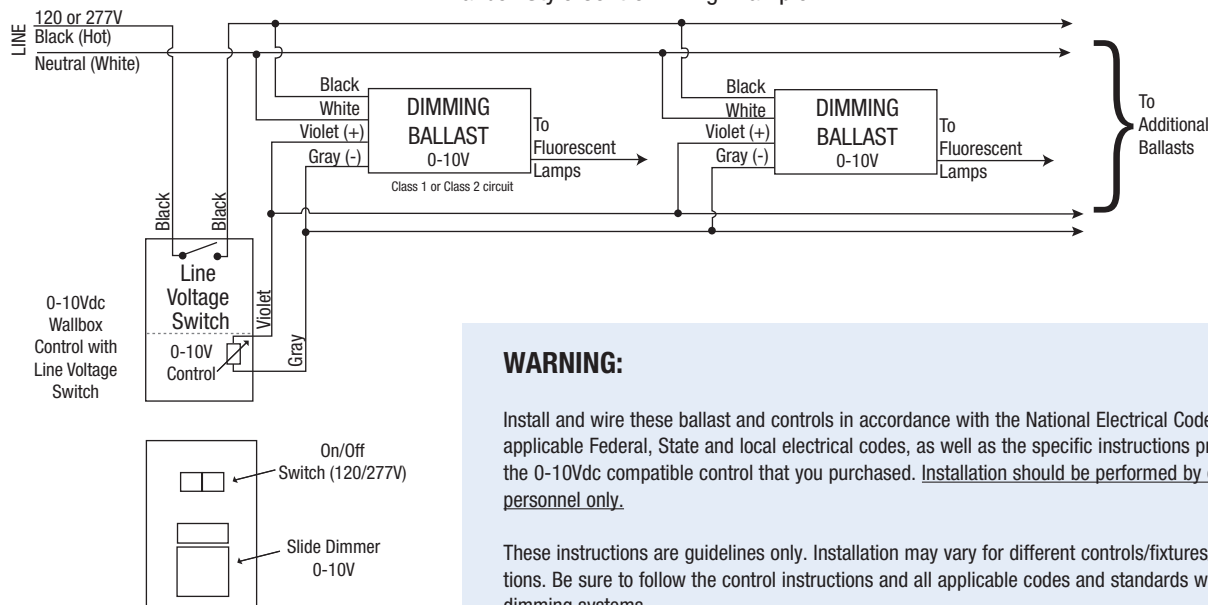 120 or 277V
LINE
Black (Hot)
Neutral (White)
Black
White
Violet (+)
Gray (-)
DIMMING
BALLAST
0-10V
Class 1 or Class 2 circuit
To
Fluorescent
Lamps
Black
White
Violet (+)
Gray (-)
DIMMING
BALLAST
0-10V
To
Fluorescent
Lamps
To
Additional
Ballasts
Black
Black
Line
Voltage
Switch
Violet
Gray
0-10V
Control
0-10Vdc
Wallbox
Control with
Line Voltage
Switch
On/Off
Switch (120/277V)
Slide Dimmer
0-10V
WARNING:
Install and wire these ballast and controls in accordance with the National Electrical Code
applicable Federal, State and local electrical codes, as well as the specific instructions
the 0-10Vdc compatible control that you purchased. Installation should be performed by
personnel only.
These instructions are guidelines only. Installation may vary for different controls/fixtures
tions. Be sure to follow the control instructions and all applicable codes and standards
dimming systems.